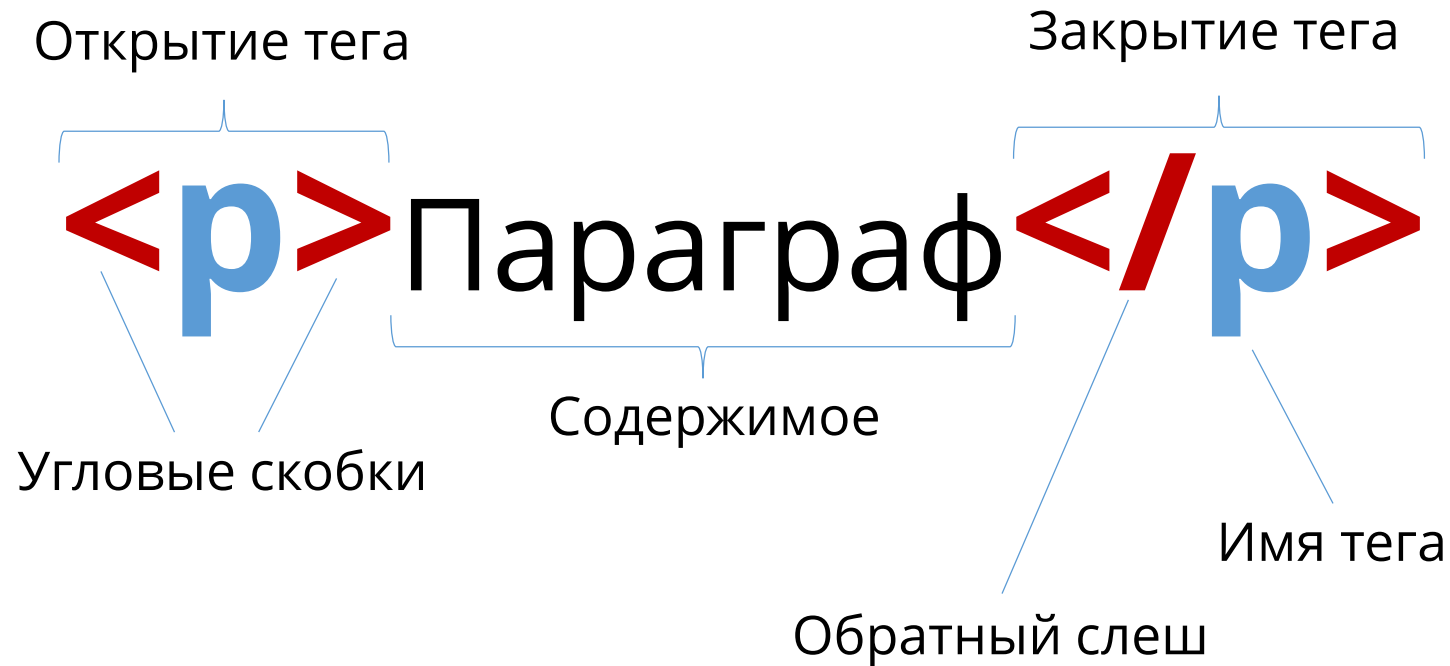 Открытие тега
Закрытие тега
<p>Параграф</p>
Содержимое
Угловые скобки
Имя тега
Обратный слеш